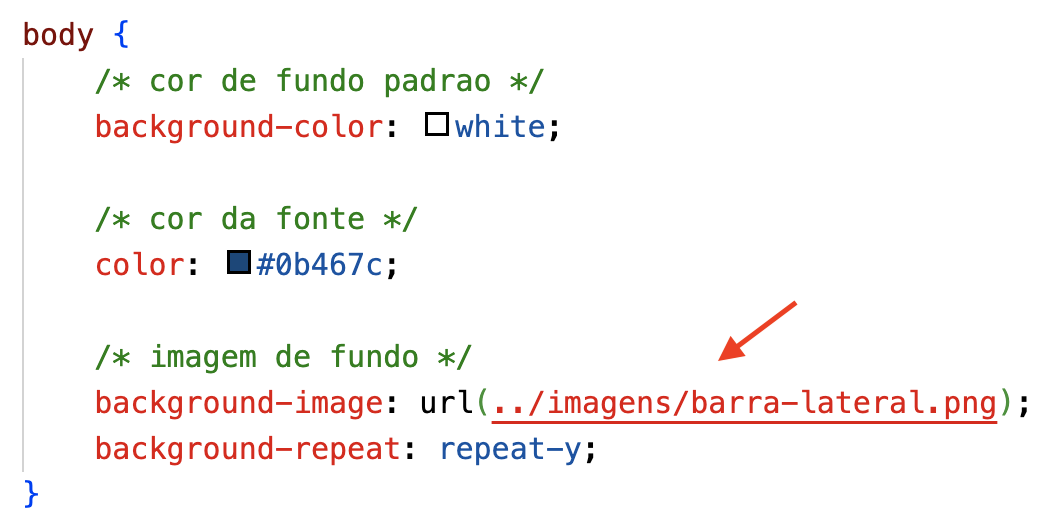 body {
/* cor de fundo padrao */
background-color: white;
/* cor da fonte */
color: #0b467c;
/* imagem de fundo */
background-image: url(../imagens/barra-lateral.png);
background-repeat: repeat-y;
}